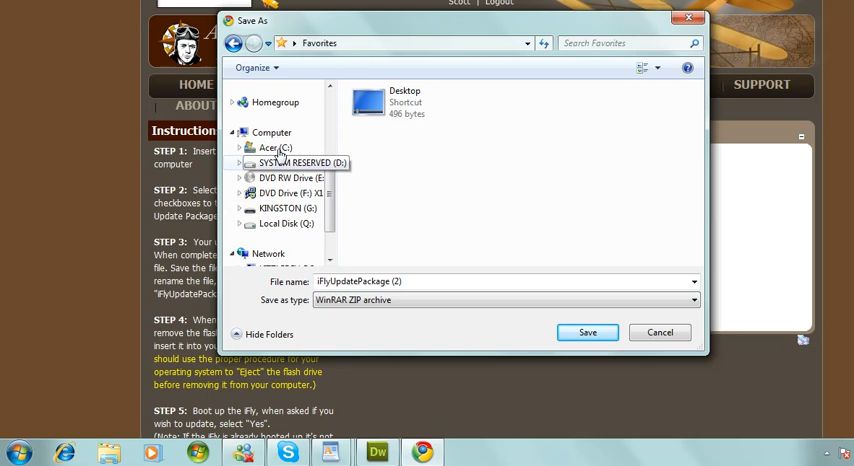 Scott | Logout
Save As
Favorites
Search Favorites
Organize
Homegroup
Computer
Acer (C:)
SYSTEM RESERVED (D:)
DVD RW Drive (E:
DVD Drive (F:) X1
KINGSTON (G:)
Local Disk (Q:)
Network
Desktop
Shortcut
496 bytes
File name: iFlyUpdatePackage (2)
Save as type: WinRAR ZIP archive
Hide Folders
Save
Cancel
HOME
SUPPORT
ABOUT
Instruction
STEP 1: Insert
computer
STEP 2: Select
checkboxes to t
Update Package
STEP 3: Your u
When complete
file. Save the fi
rename the file,
"iFlyUpdatePack
STEP 4: When
remove the flas
insert it into you
should use the proper procedure for your
operating system to "Eject" the flash drive
before removing it from your computer.)
STEP 5: Boot up the iFly, when asked if you
wish to update, select "Yes".
(Note: If the iFly is already booted up it's not
Dw